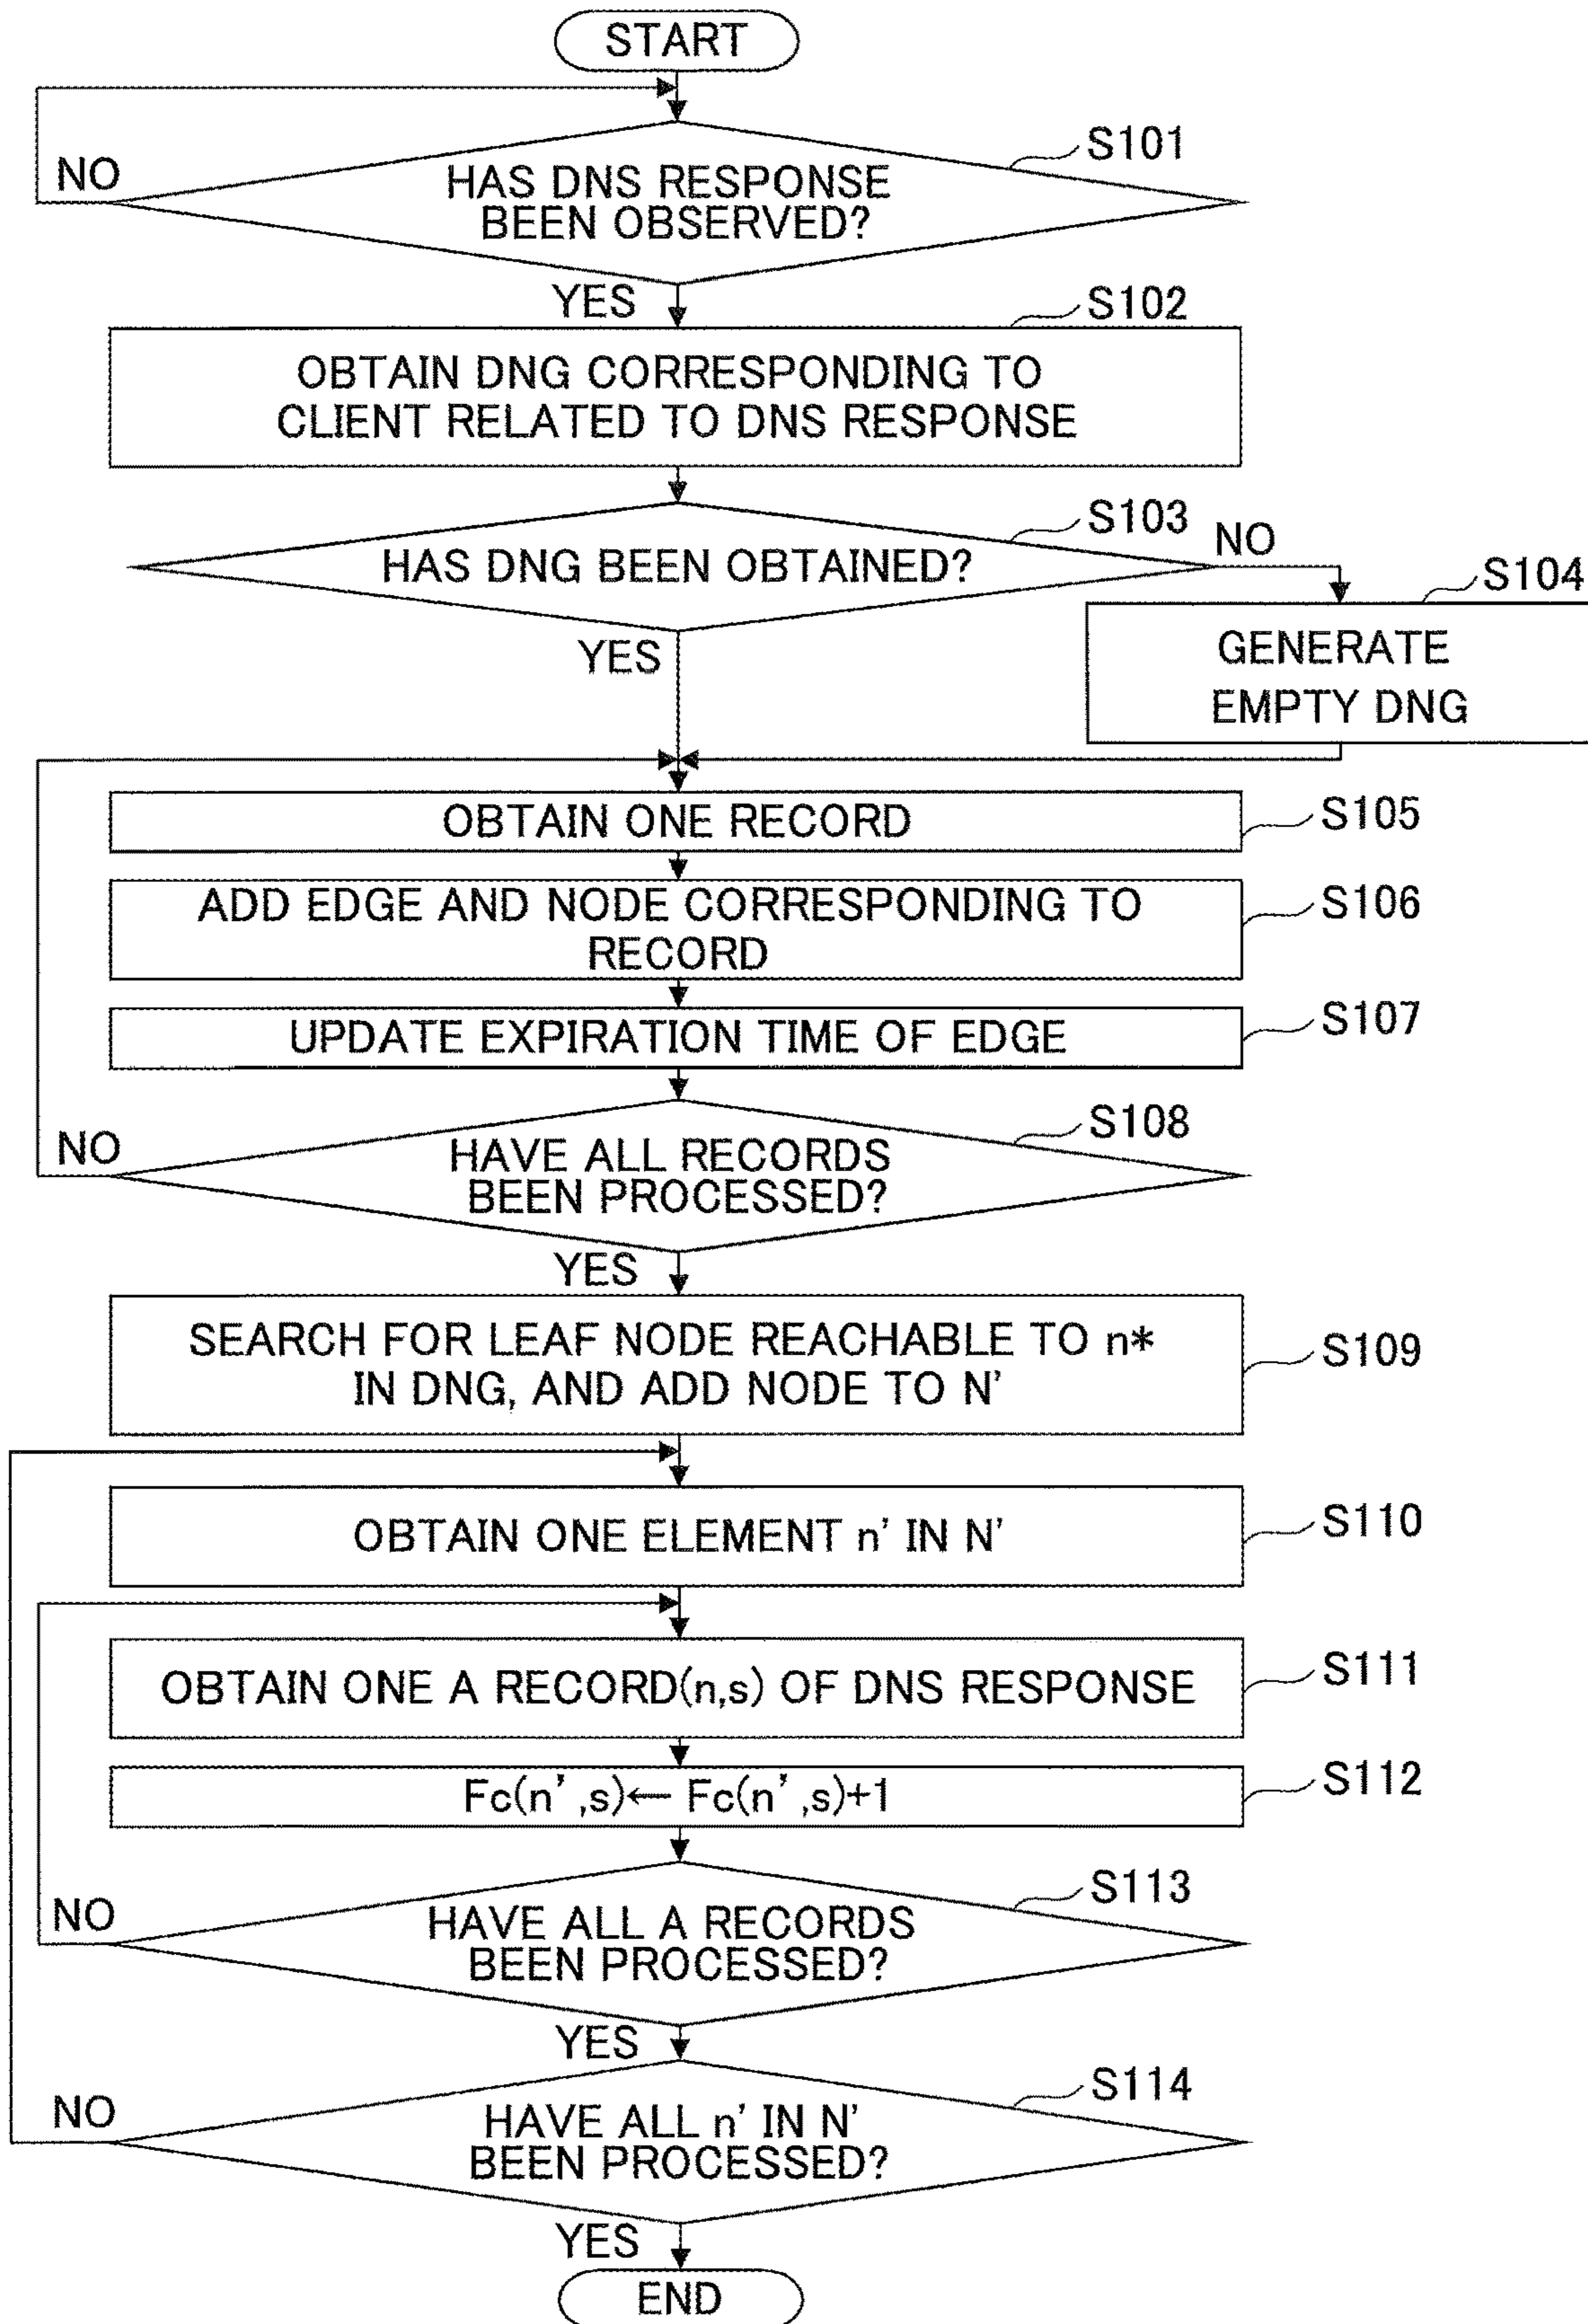 START
S101
NO
HAS DNS RESPONSE
BEEN OBSERVED?
YES
S102
OBTAIN DNG CORRESPONDING TO
CLIENT RELATED TO DNS RESPONSE
S103
NO
HAS DNG BEEN OBTAINED?
S104
YES
GENERATE
EMPTY DNG
OBTAIN ONE RECORD
S105
ADD EDGE AND NODE CORRESPONDING TO
RECORD
S106
UPDATE EXPIRATION TIME OF EDGE
S107
S108
NO
HAVE ALL RECORDS
BEEN PROCESSED?
YES
SEARCH FOR LEAF NODE REACHABLE TO n*
IN DNG, AND ADD NODE TO N'
S109
OBTAIN ONE ELEMENT n' IN N'
S110
OBTAIN ONE A RECORD(n,s) OF DNS RESPONSE
S111
Fc(n',s)← Fc(n',s)+1
S112
S113
NO
HAVE ALL A RECORDS
BEEN PROCESSED?
YES
S114
NO
HAVE ALL n' IN N'
BEEN PROCESSED?
YES
END